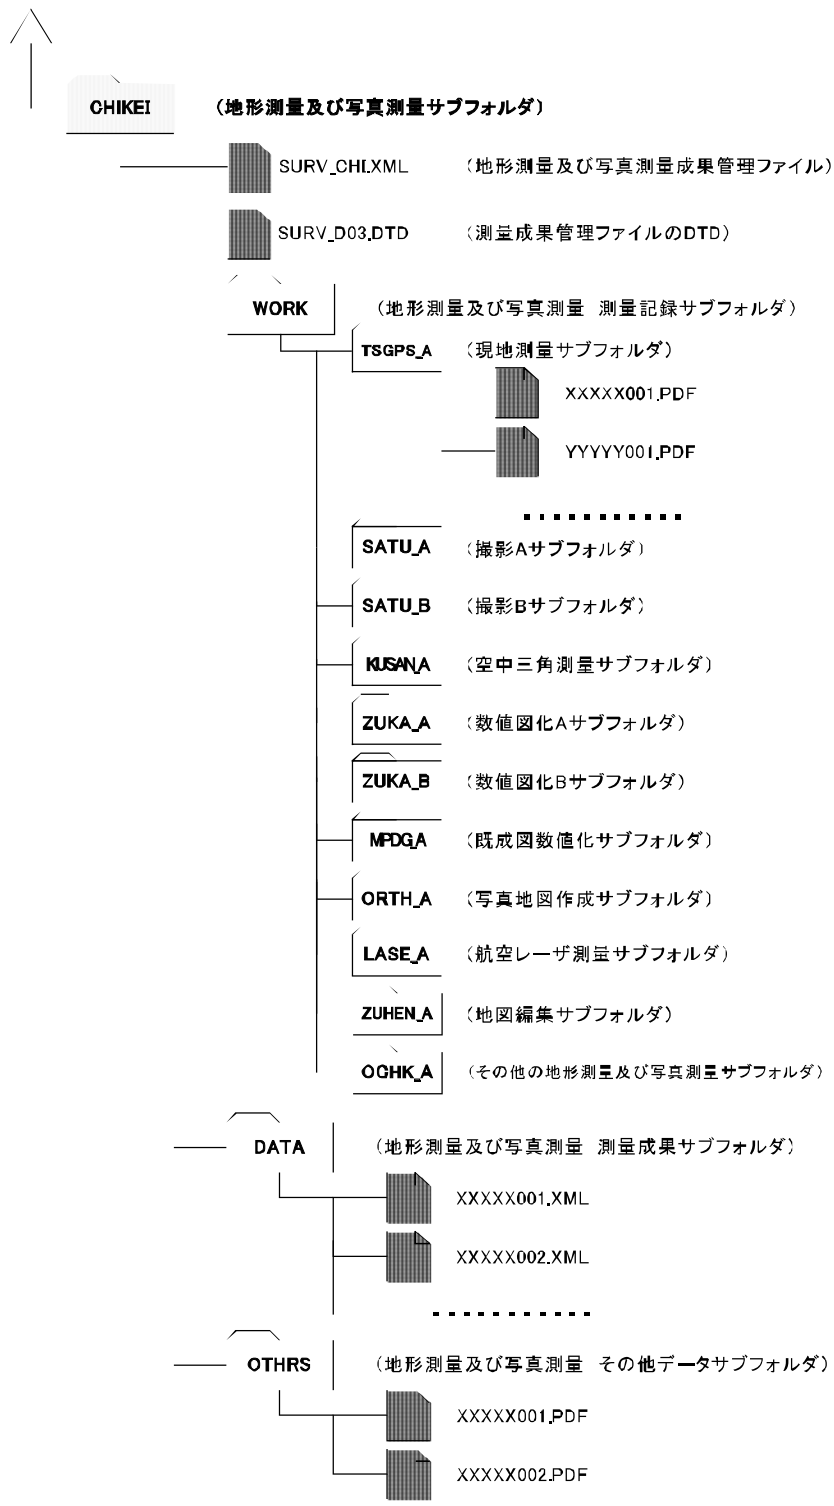 CHIKEI （地形測量及び写真測量サブフォルダ）
SURV_CHI.XML （地形測量及び写真測量成果管理ファイル）
SURV_D03.DTD （測量成果管理ファイルのDTD）
WORK （地形測量及び写真測量 測量記録サブフォルダ）
TSGPS_A （現地測量サブフォルダ）
XXXXX001.PDF
YYYYY001.PDF
SATU_A （撮影Aサブフォルダ）
SATU_B （撮影Bサブフォルダ）
KUSAN_A （空中三角測量サブフォルダ）
ZUKA_A （数値図化Aサブフォルダ）
ZUKA_B （数値図化Bサブフォルダ）
MPDG_A （既成図数値化サブフォルダ）
ORTH_A （写真地図作成サブフォルダ）
LASE_A （航空レーザ測量サブフォルダ）
ZUHEN_A （地図編集サブフォルダ）
OCHK_A （その他の地形測量及び写真測量サブフォルダ）
DATA （地形測量及び写真測量 測量成果サブフォルダ）
XXXXX001.XML
XXXXX002.XML
OTHRS （地形測量及び写真測量 その他データサブフォルダ）
XXXXX001.PDF
XXXXX002.PDF